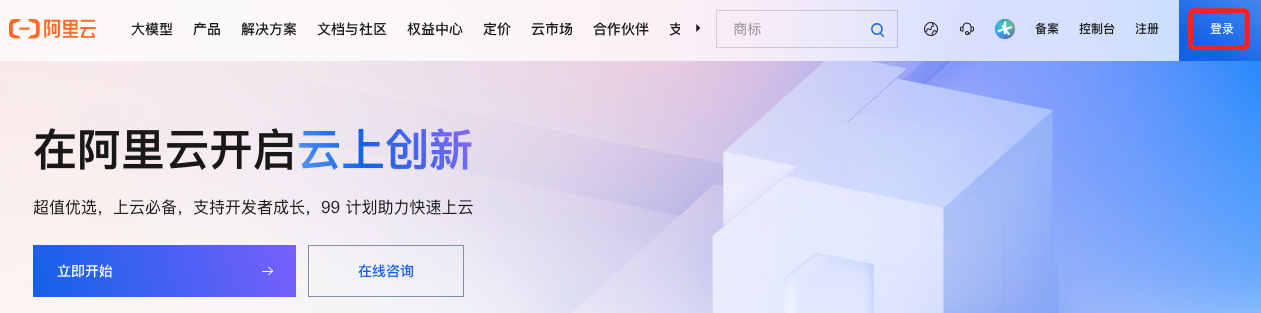 阿里云 大模型 产品 解决方案 文档与社区 权益中心 定价 云市场 合作伙伴 支 商标 备案 控制台 注册 登录
在阿里云开启云上创新
超值优选，上云必备，支持开发者成长，99 计划助力快速上云
立即开始 在线咨询